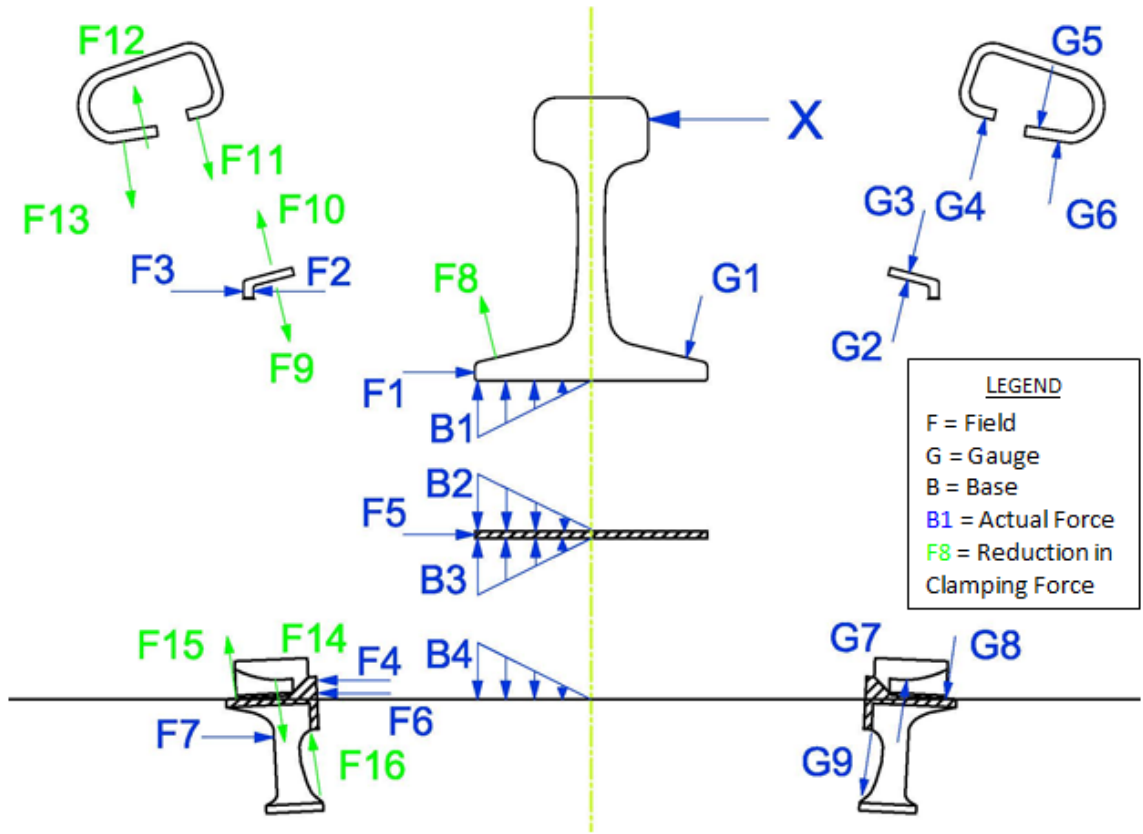 F12
G5
X
F11
F13
F10
G3
G4
G6
F3
F2
F8
G1
F9
G2
F1
B1
LEGEND
F = Field
G = Gauge
B = Base
B1 = Actual Force
F8 = Reduction in
Clamping Force
B2
F5
B3
F15
F14
F4
B4
G7
G8
F7
F6
F16
G9